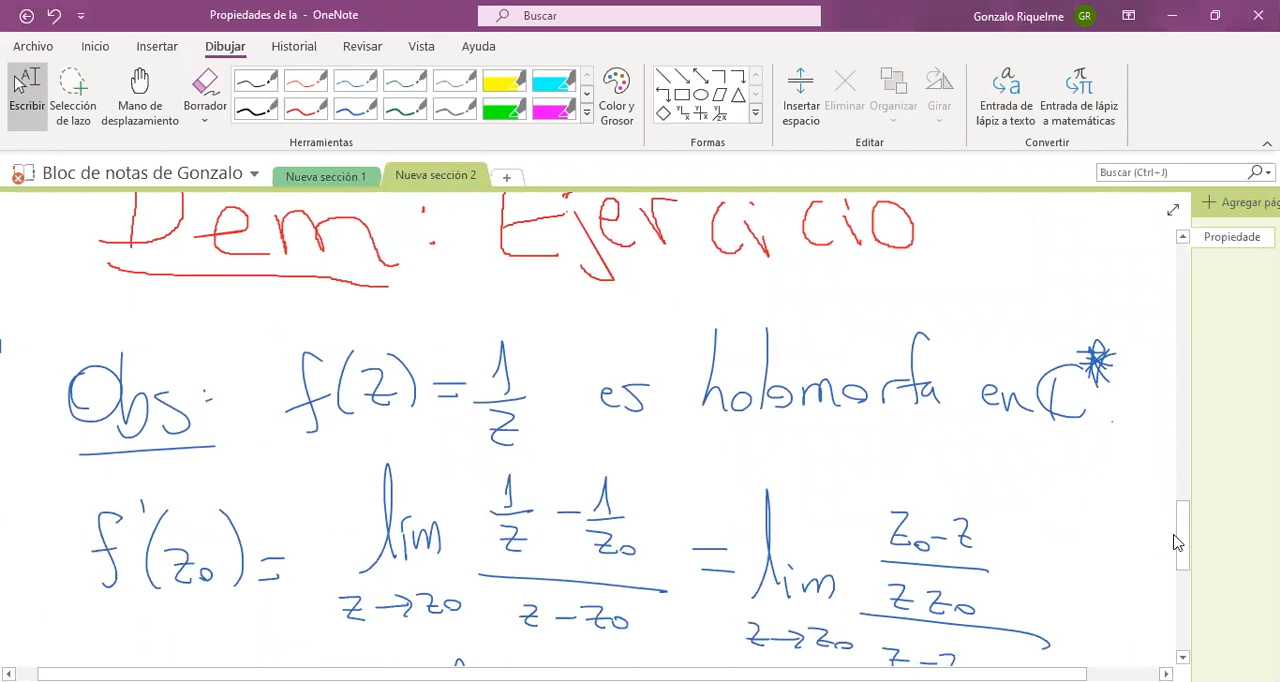 Propiedades de la - OneNote
Buscar
Gonzalo Riquelme
GR
Archivo Inicio Insertar Dibujar Historial Revisar Vista Ayuda
Escribir
Selección de lazo
Mano de desplazamiento
Borrador
Color y Grosor
Insertar espacio
Eliminar
Organizar
Girar
Entrada de lápiz a texto
Entrada de lápiz a matemáticas
Herramientas
Formas
Editar
Convertir
Bloc de notas de Gonzalo
Nueva sección 1
Nueva sección 2
Buscar (Ctrl+J)
Agregar pág
Propiedade
Dem: Ejercicio
Obs: f(z) = 1/z es holomorfa en ℂ*.
f'(z₀) = lim z→z₀ (1/z - 1/z₀)/(z - z₀) = lim z→z₀ ((z₀ - z)/(z z₀))/(z - z